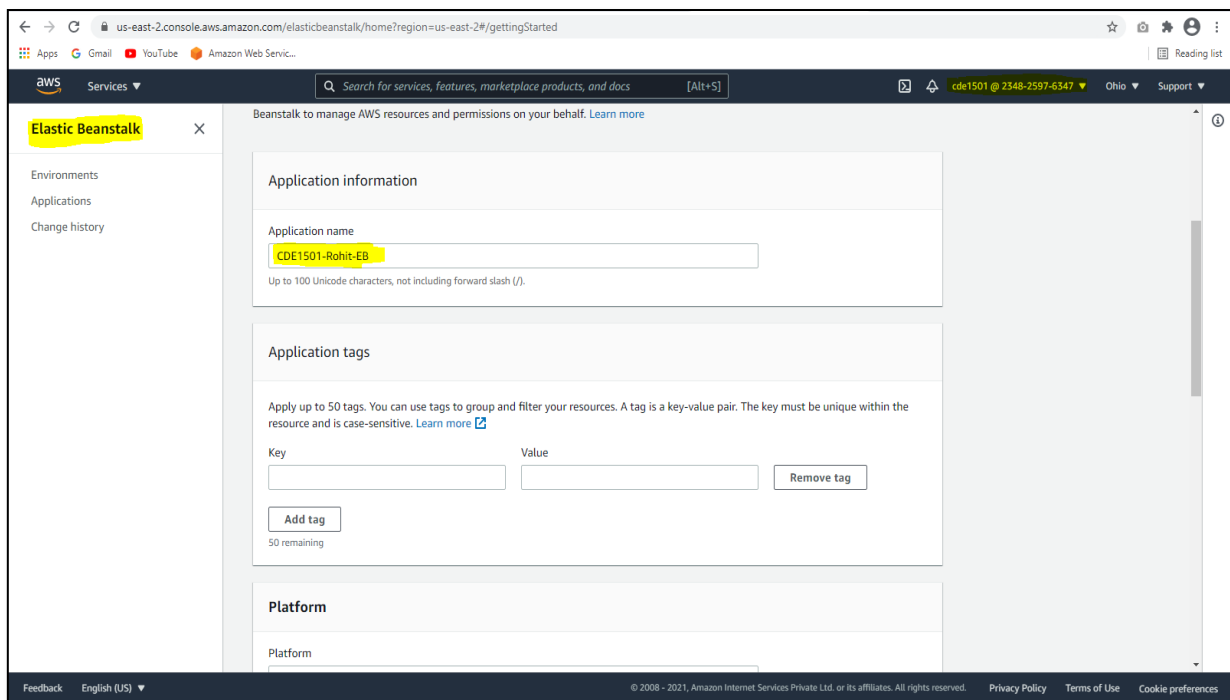 us-east-2.console.aws.amazon.com/elasticbeanstalk/home?region=us-east-2#/gettingStarted
Apps Gmail YouTube Amazon Web Servic... Reading list
aws Services ▼ Search for services, features, marketplace products, and docs [Alt+S] cde1501 @ 2348-2597-6347 ▼ Ohio ▼ Support ▼
Elastic Beanstalk
Environments
Applications
Change history
Beanstalk to manage AWS resources and permissions on your behalf. Learn more
Application information
Application name
CDE1501-Rohit-EB
Up to 100 Unicode characters, not including forward slash (/).
Application tags
Apply up to 50 tags. You can use tags to group and filter your resources. A tag is a key-value pair. The key must be unique within the
resource and is case-sensitive. Learn more
Key Value
Remove tag
Add tag
50 remaining
Platform
Platform
Feedback English (US) ▼ © 2008 - 2021, Amazon Internet Services Private Ltd. or its affiliates. All rights reserved. Privacy Policy Terms of Use Cookie preferences